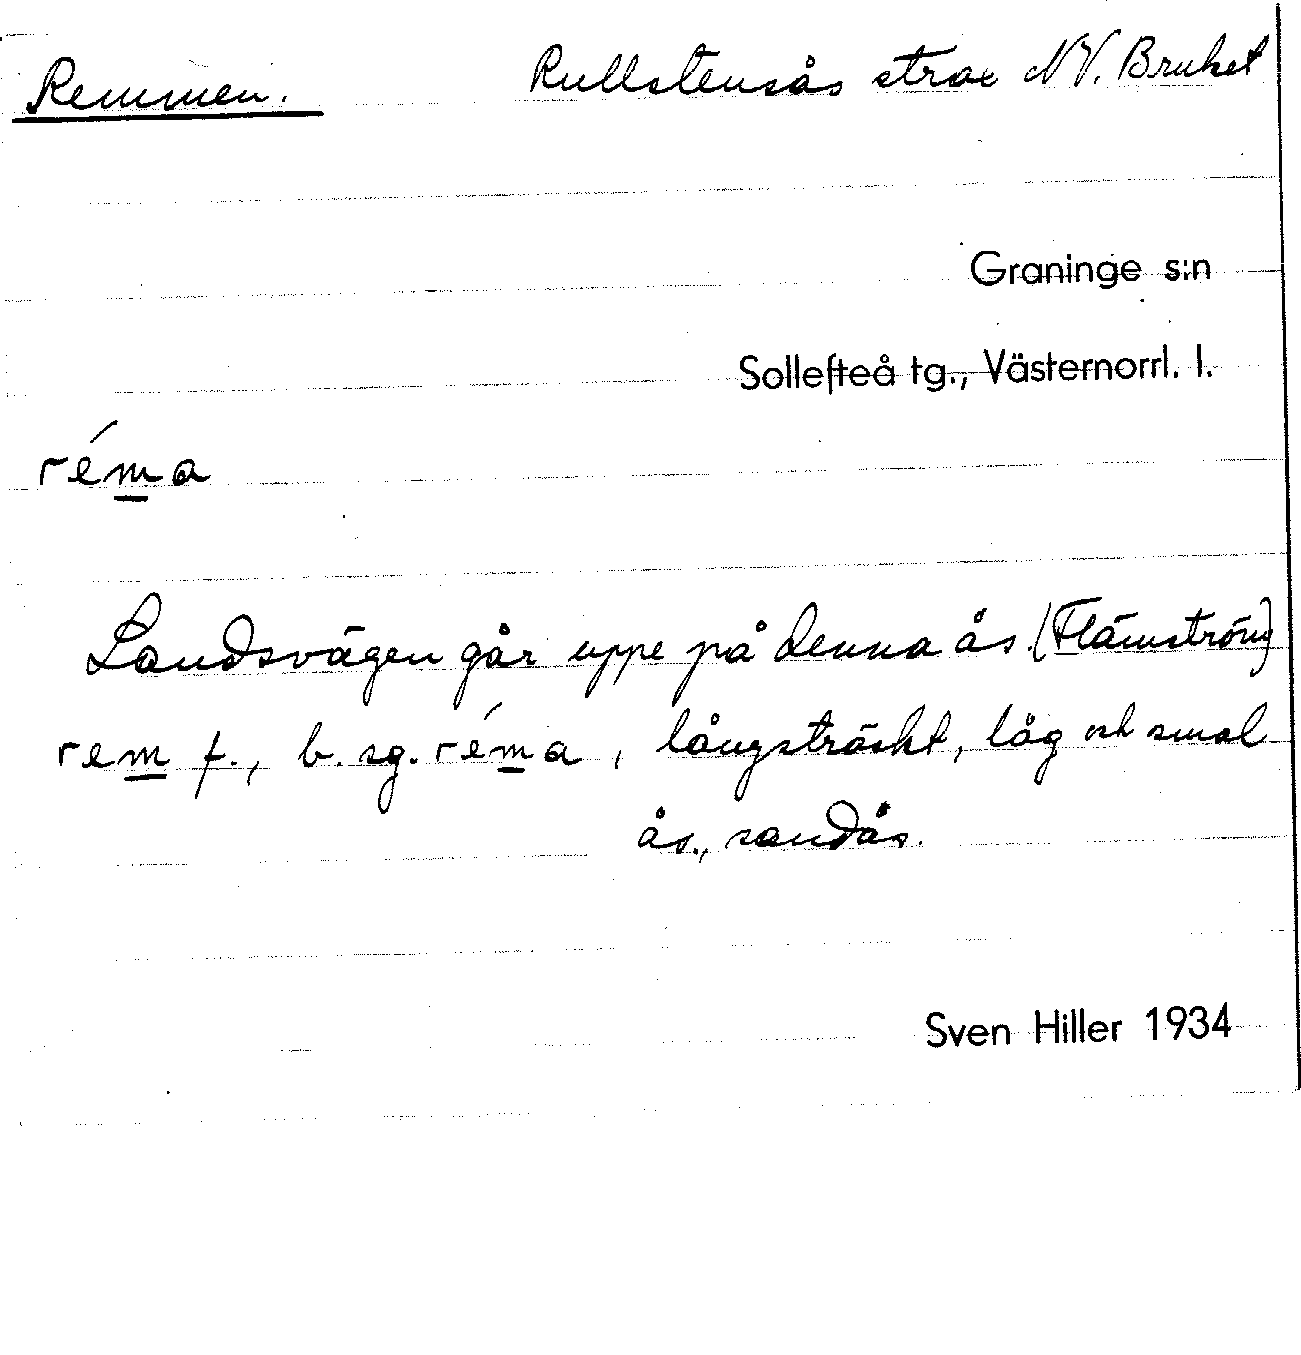 Remmen. Rullstensås strax NV. Bruket
Graninge s:n
Sollefteå tg., Västernorrl. l.
réma
Landsvägen går uppe på denna ås. (Flämström)
rem f., b. sg. réma, långsträckt, låg och smal
ås., sandås.
Sven Hiller 1934